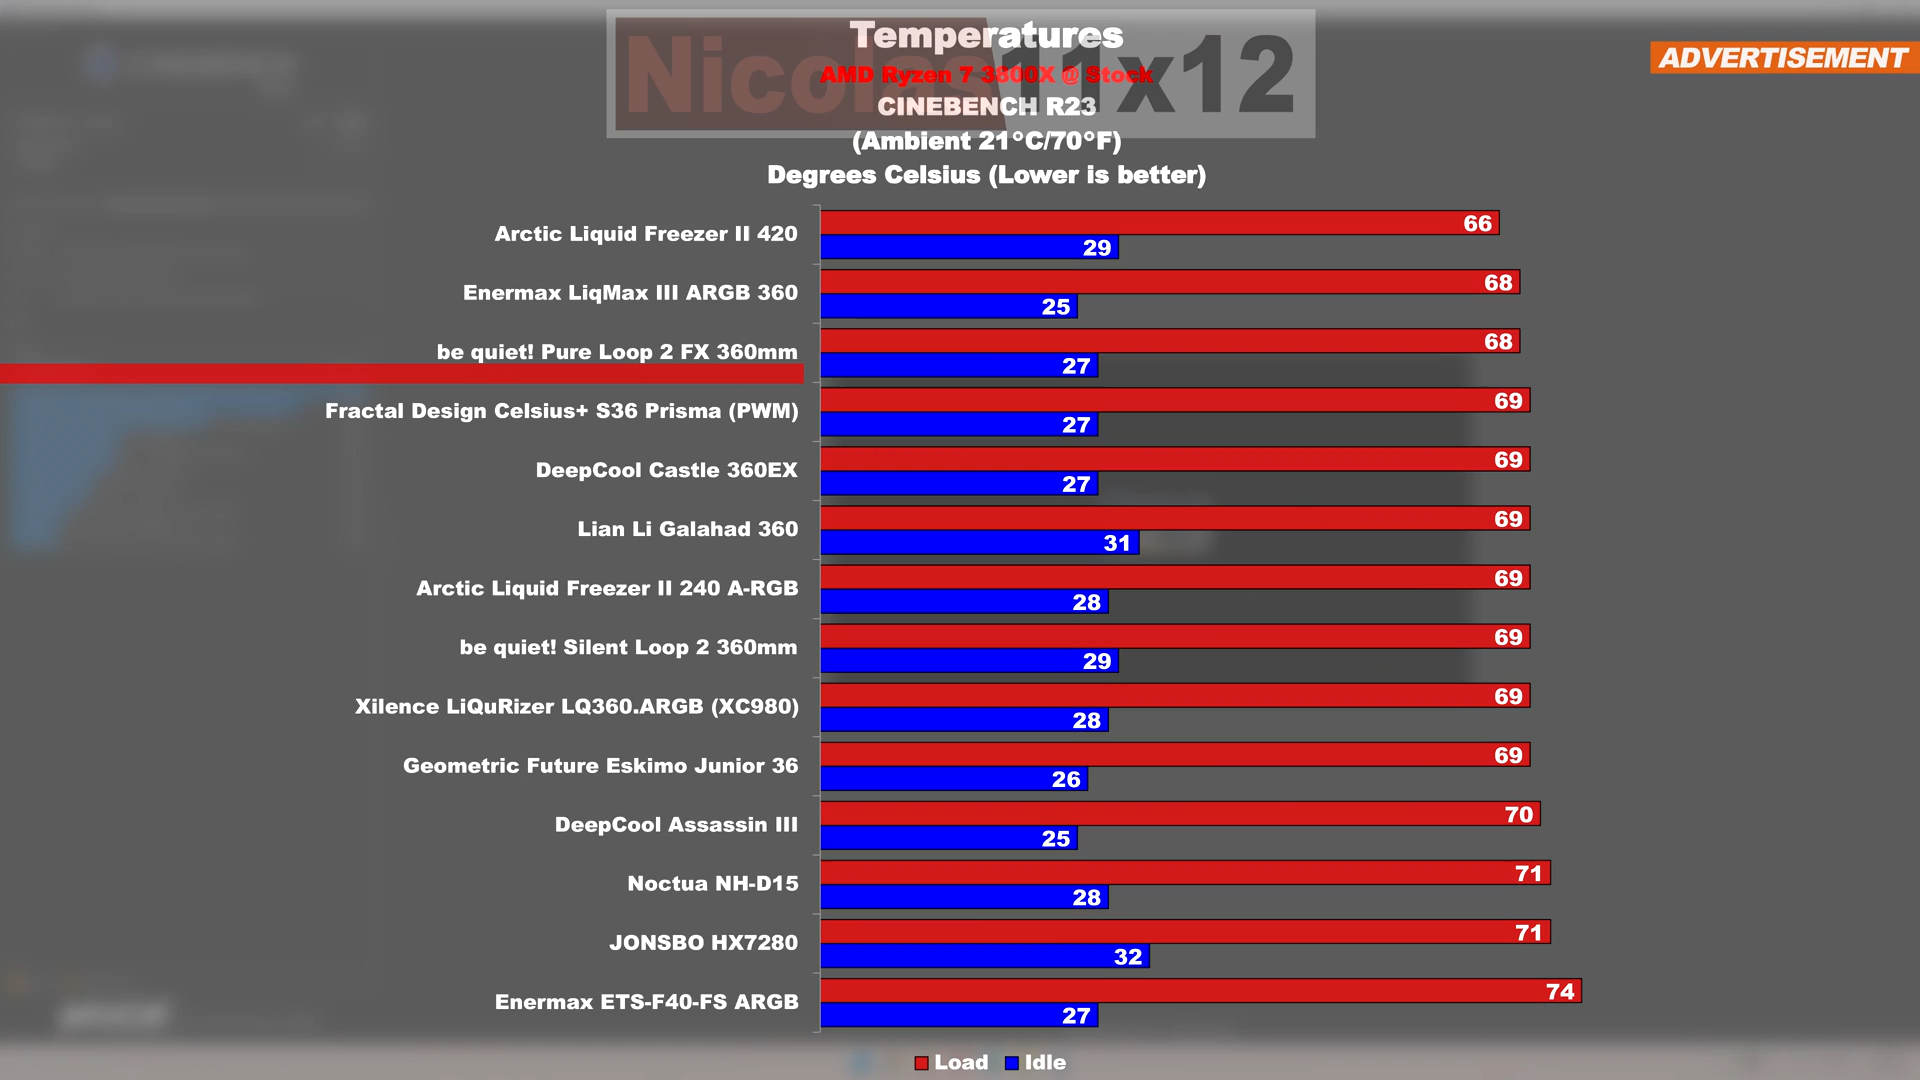 Nicolas11x12
Temperatures
ADVERTISEMENT
AMD Ryzen 7 3800X @ Stock
CINEBENCH R23
(Ambient 21°C/70°F)
Degrees Celsius (Lower is better)
Arctic Liquid Freezer II 420
66
29
Enermax LiqMax III ARGB 360
68
25
be quiet! Pure Loop 2 FX 360mm
68
27
Fractal Design Celsius+ S36 Prisma (PWM)
69
27
DeepCool Castle 360EX
69
27
Lian Li Galahad 360
69
31
Arctic Liquid Freezer II 240 A-RGB
69
28
be quiet! Silent Loop 2 360mm
69
29
Xilence LiQuRizer LQ360.ARGB (XC980)
69
28
Geometric Future Eskimo Junior 36
69
26
DeepCool Assassin III
70
25
Noctua NH-D15
71
28
JONSBO HX7280
71
32
Enermax ETS-F40-FS ARGB
74
27
Load Idle